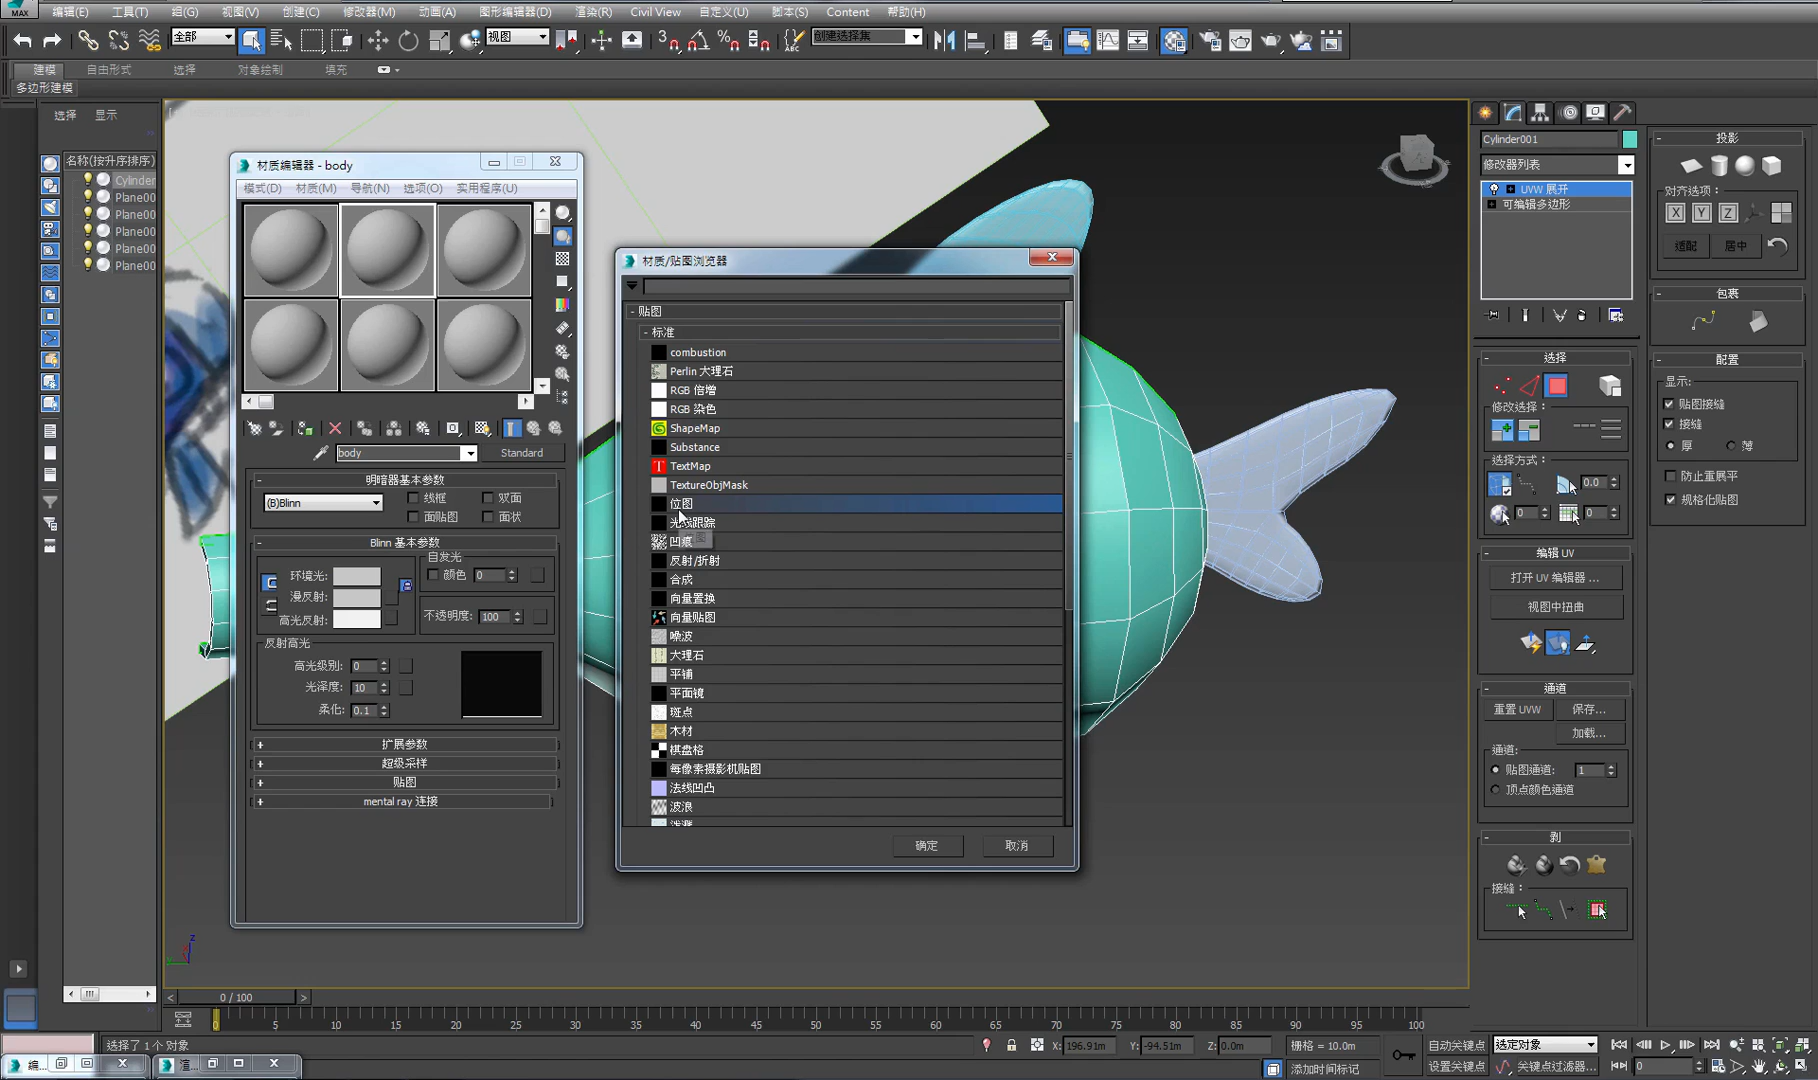 MAX 编辑(E) 工具(T) 组(G) 视图(V) 创建(C) 修改器(M) 动画(A) 图形编辑器(D) 渲染(R) Civil View 自定义(U) 脚本(S) Content 帮助(H)
全部 视图 3 ABC 创建选择集
建模 自由形式 选择 对象绘制 填充
多边形建模
选择 显示
名称(按升序排序)
Cylinder
Plane00
Plane00
Plane00
Plane00
Plane00
材质编辑器 - body
模式(D) 材质(M) 导航(N) 选项(O) 实用程序(U)
body Standard
明暗器基本参数
(B)Blinn 线框 双面
面贴图 面状
Blinn 基本参数
自发光
环境光: 颜色 0
漫反射:
高光反射: 不透明度: 100
反射高光
高光级别: 0
光泽度: 10
柔化: 0.1
扩展参数
超级采样
贴图
mental ray 连接
材质/贴图浏览器
- 贴图
- 标准
combustion
Perlin 大理石
RGB 倍增
RGB 染色
ShapeMap
Substance
TextMap
TextureObjMask
位图
光线跟踪
凹痕
反射/折射
合成
向量置换
向量贴图
噪波
大理石
平铺
平面镜
斑点
木材
棋盘格
每像素摄影机贴图
法线凹凸
波浪
泼溅
确定 取消
Cylinder001
修改器列表
UVW 展开
可编辑多边形
选择
修改选择:
选择方式:
0.0
0 0
编辑 UV
打开 UV 编辑器 ...
视图中扭曲
通道
重置 UVW 保存...
加载...
通道:
贴图通道: 1
顶点颜色通道
剥
接缝:
投影
对齐选项:
X Y Z
适配 居中
包裹
配置
显示:
贴图接缝
接缝
厚 薄
防止重展平
规格化贴图
z
< 0 / 100 >
0 5 10 15 20 25 30 35 40 45 50 55 60 65 70 75 80 85 90 95 100
选择了 1 个 对象 X: 196.91m Y: -94.51m Z: 0.0m 栅格 = 10.0m 自动关键点 选定对象
编... 渲... 添加时间标记 设置关键点 关键点过滤器... 0